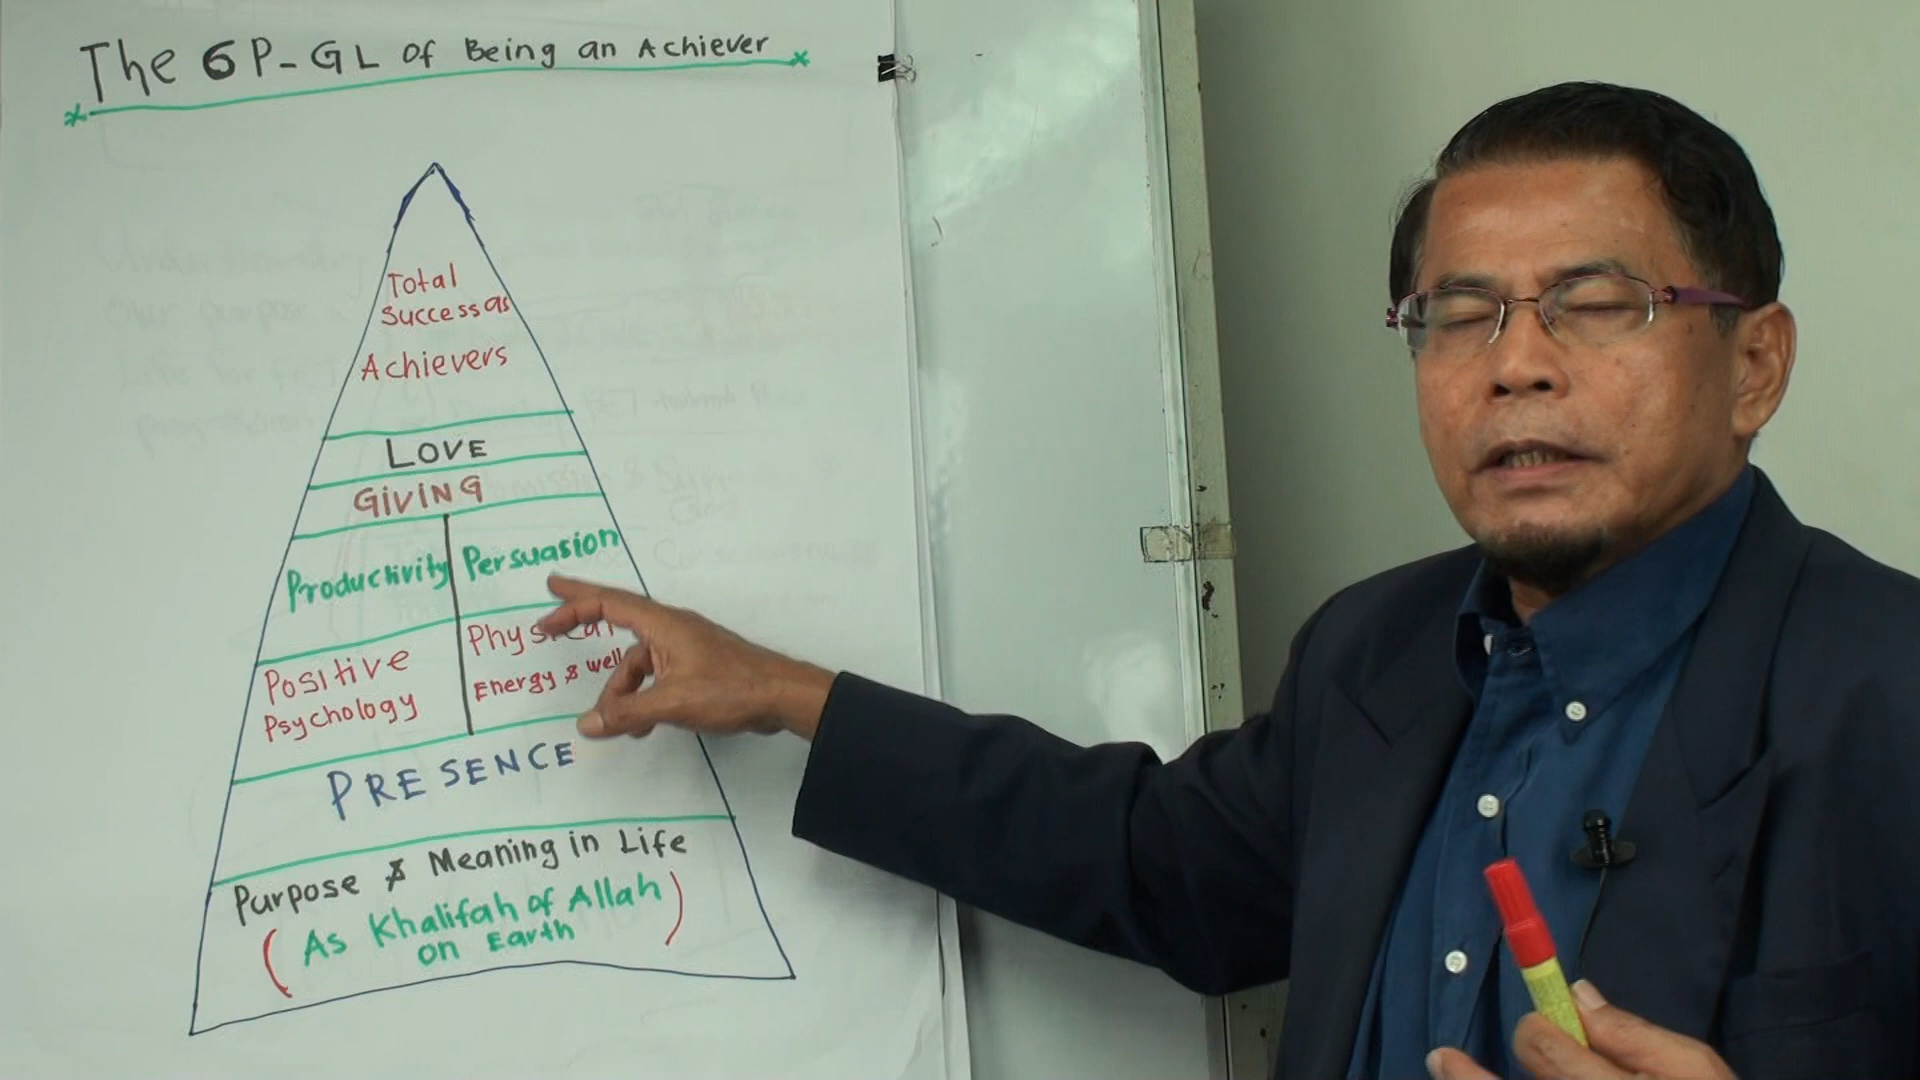 The 6P-GL of Being an Achiever
Total
Success as
Achievers
LOVE
GIVING
Productivity Persuasion
Positive Physical
Psychology Energy & well
PRESENCE
Purpose & Meaning in Life
(As Khalifah of Allah
on Earth)